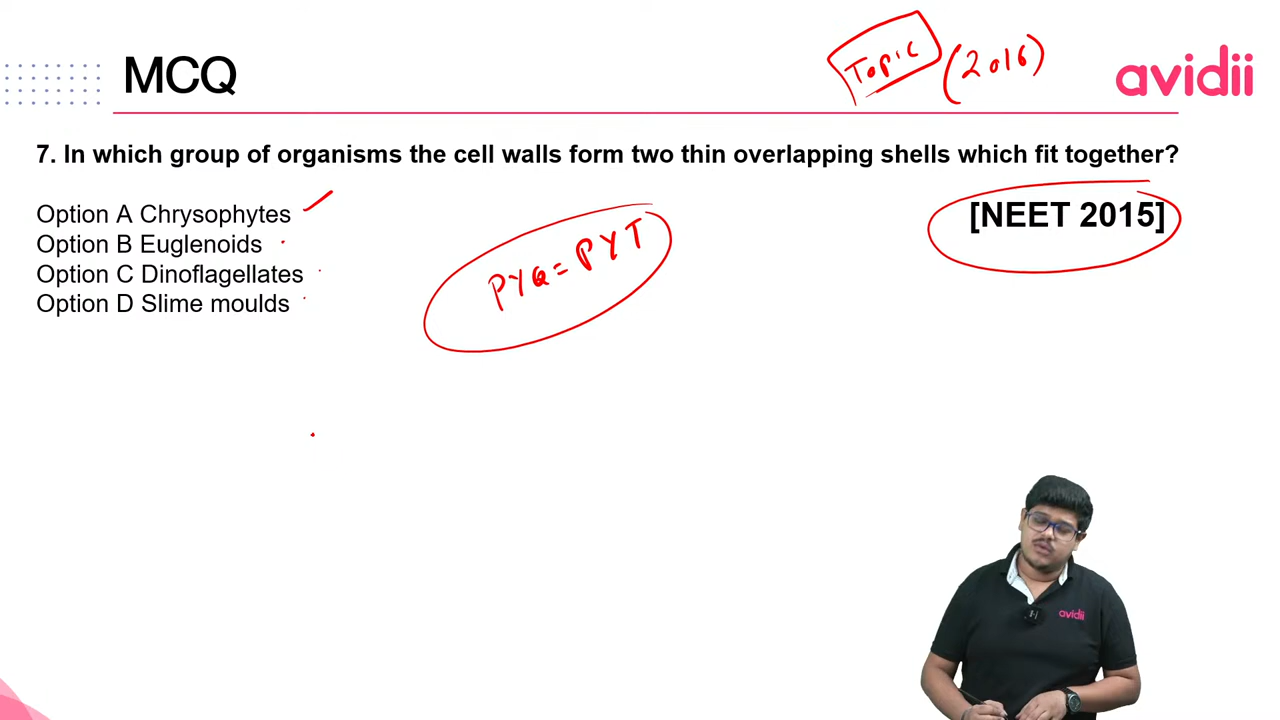 MCQ
Topic (2016)
avidii
7. In which group of organisms the cell walls form two thin overlapping shells which fit together?
Option A Chrysophytes
[NEET 2015]
Option B Euglenoids
Option C Dinoflagellates
Option D Slime moulds
PYQ = PYT
avidii